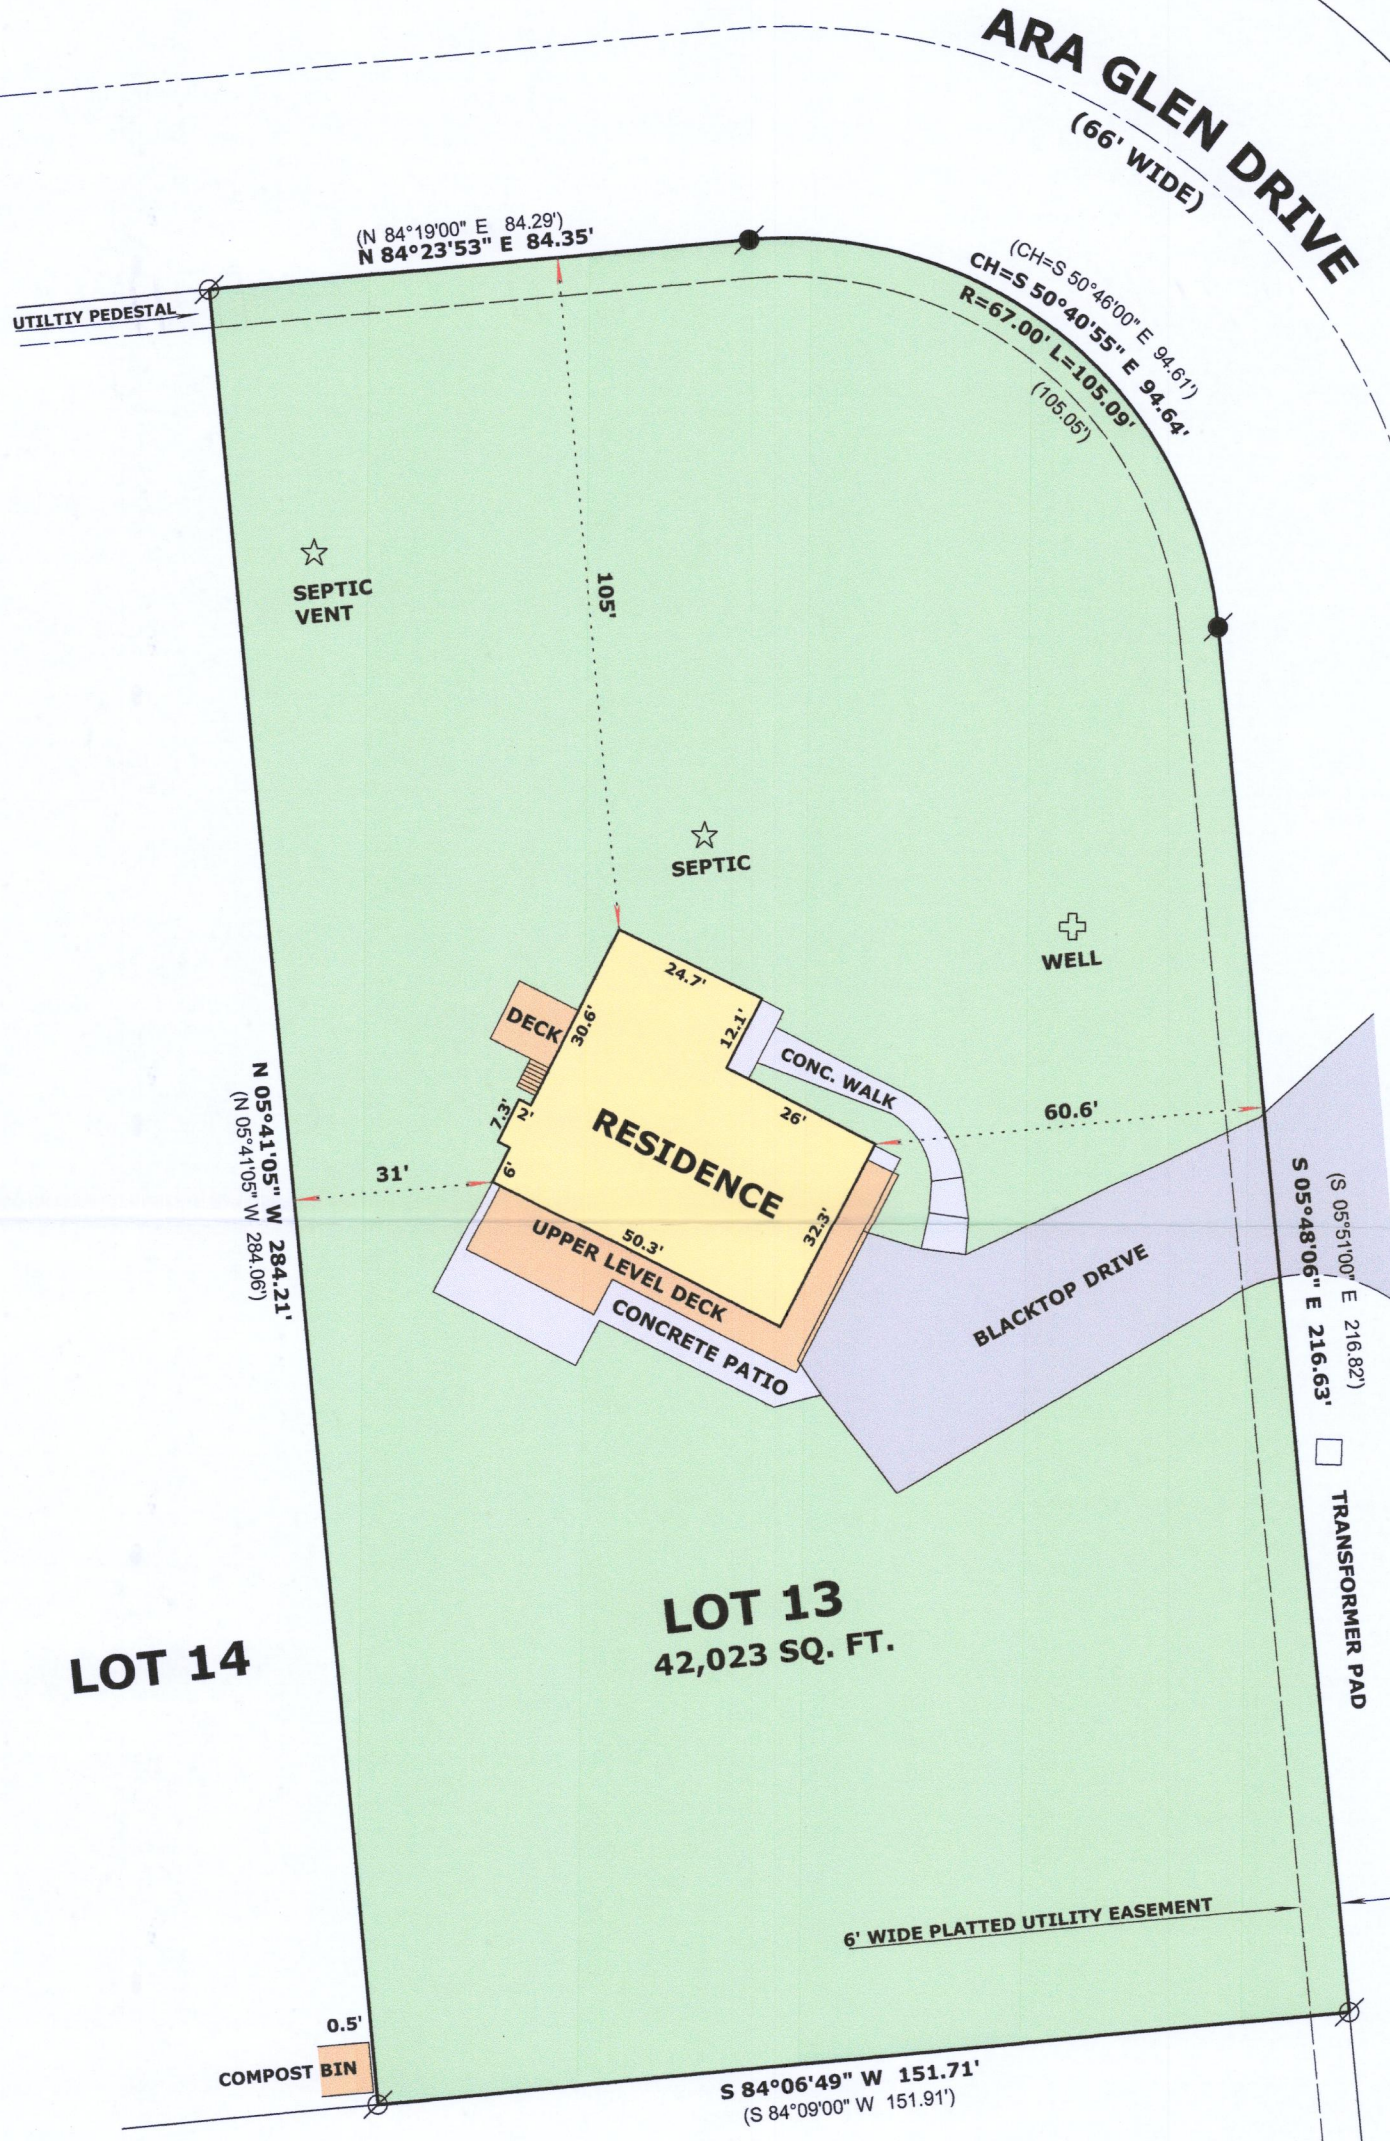 ARA GLEN DRIVE
(66' WIDE)
(N 84°19'00" E 84.29')
N 84°23'53" E 84.35'
UTILTIY PEDESTAL
(CH=S 50°46'00" E 94.61')
CH=S 50°40'55" E 94.64'
R=67.00' L=105.09'
(105.05')
SEPTIC
VENT
105'
SEPTIC
WELL
24.7'
12.1'
DECK
30.6'
CONC. WALK
26'
7.3'
2'
RESIDENCE
60.6'
6'
31'
50.3'
32.3'
UPPER LEVEL DECK
CONCRETE PATIO
BLACKTOP DRIVE
N 05°41'05" W 284.21'
(N 05°41'05" W 284.06')
(S 05°51'00" E 216.82')
S 05°48'06" E 216.63'
TRANSFORMER PAD
LOT 13
42,023 SQ. FT.
LOT 14
6' WIDE PLATTED UTILITY EASEMENT
0.5'
COMPOST BIN
S 84°06'49" W 151.71'
(S 84°09'00" W 151.91')